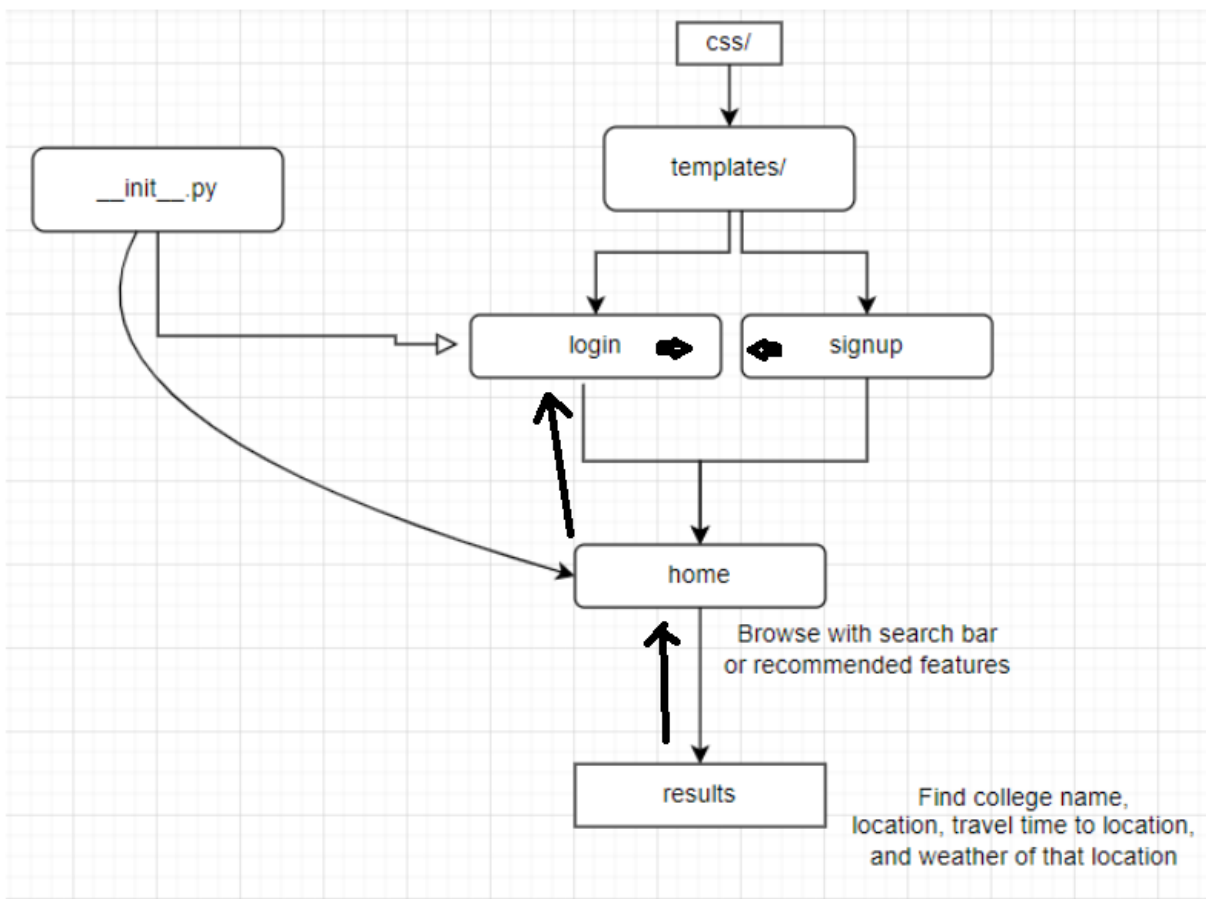 css/
templates/
__init__.py
login
signup
home
Browse with search bar
or recommended features
results
Find college name,
location, travel time to location,
and weather of that location